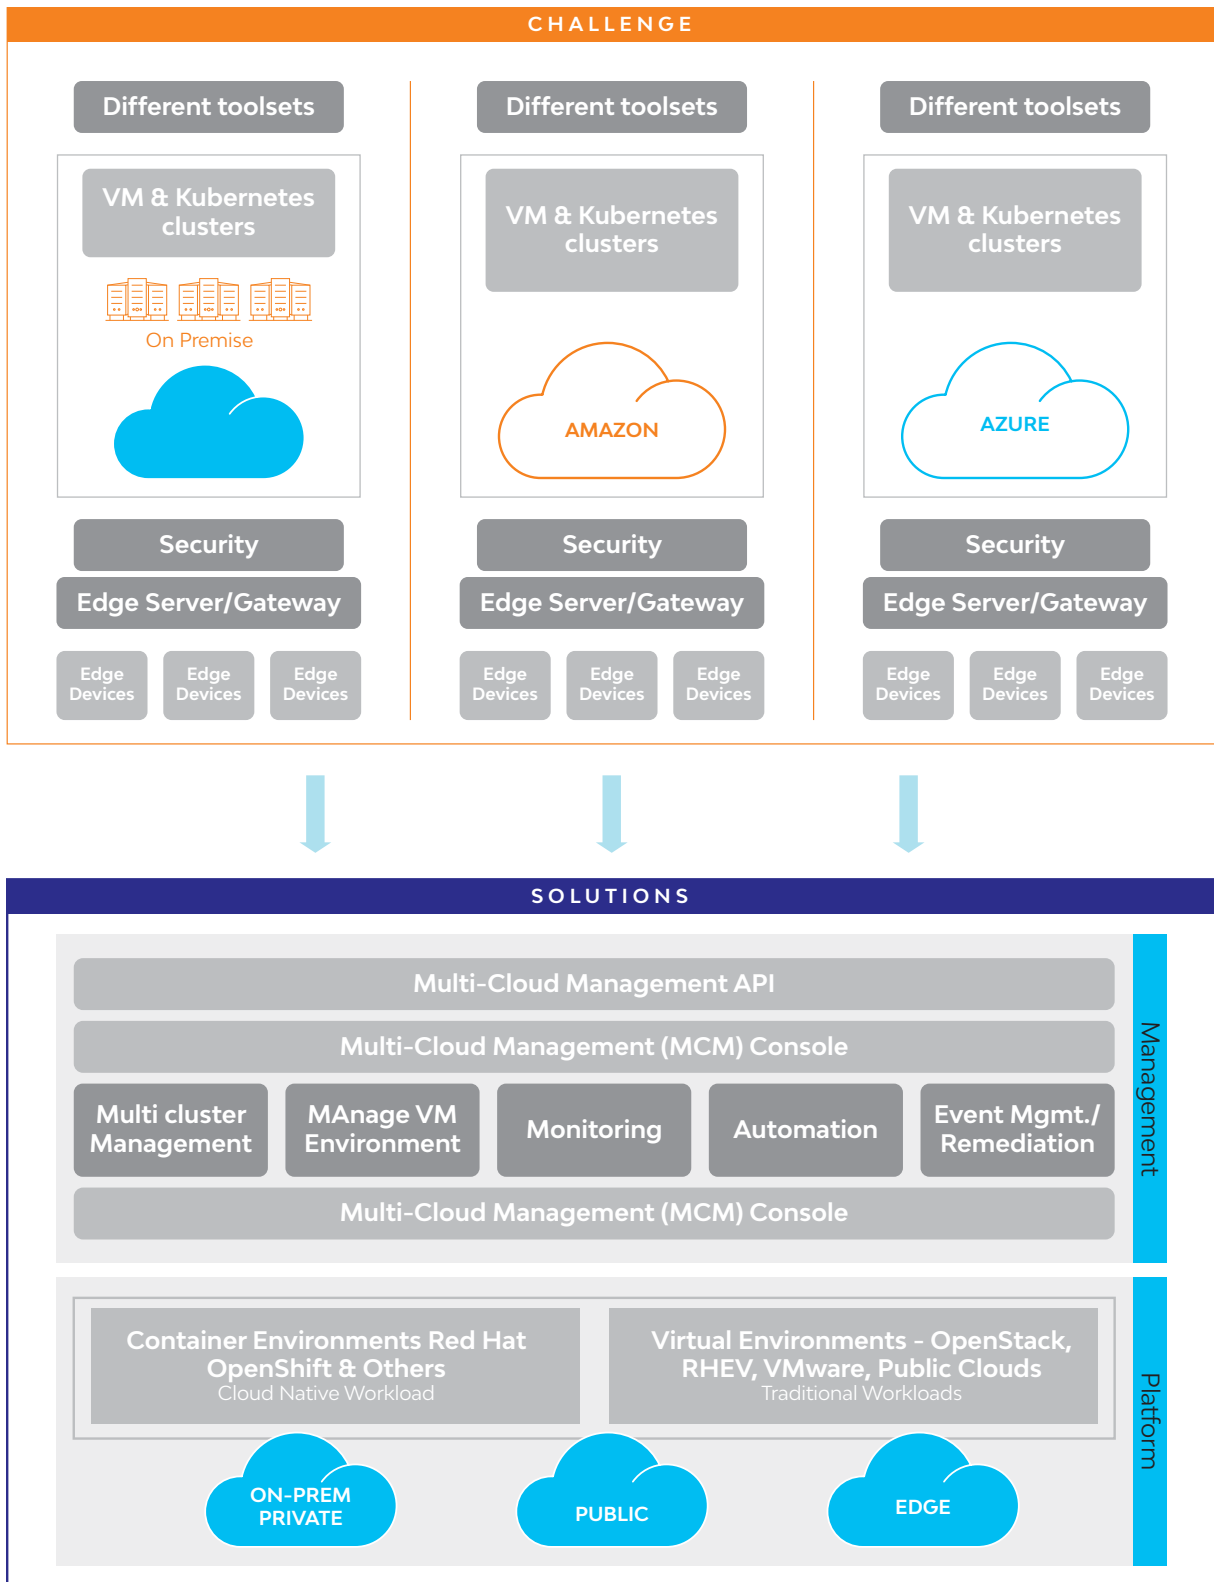 CHALLENGE
Different toolsets
VM & Kubernetes
clusters
On Premise
Security
Edge Server/Gateway
Edge
Devices
Edge
Devices
Edge
Devices
Different toolsets
VM & Kubernetes
clusters
AMAZON
Security
Edge Server/Gateway
Edge
Devices
Edge
Devices
Edge
Devices
Different toolsets
VM & Kubernetes
clusters
AZURE
Security
Edge Server/Gateway
Edge
Devices
Edge
Devices
Edge
Devices
SOLUTIONS
Multi-Cloud Management API
Multi-Cloud Management (MCM) Console
Multi cluster
Management
MAnage VM
Environment
Monitoring
Automation
Event Mgmt./
Remediation
Multi-Cloud Management (MCM) Console
Management
Container Environments Red Hat
OpenShift & Others
Cloud Native Workload
Virtual Environments - OpenStack,
RHEV, VMware, Public Clouds
Traditional Workloads
ON-PREM
PRIVATE
PUBLIC
EDGE
Platform